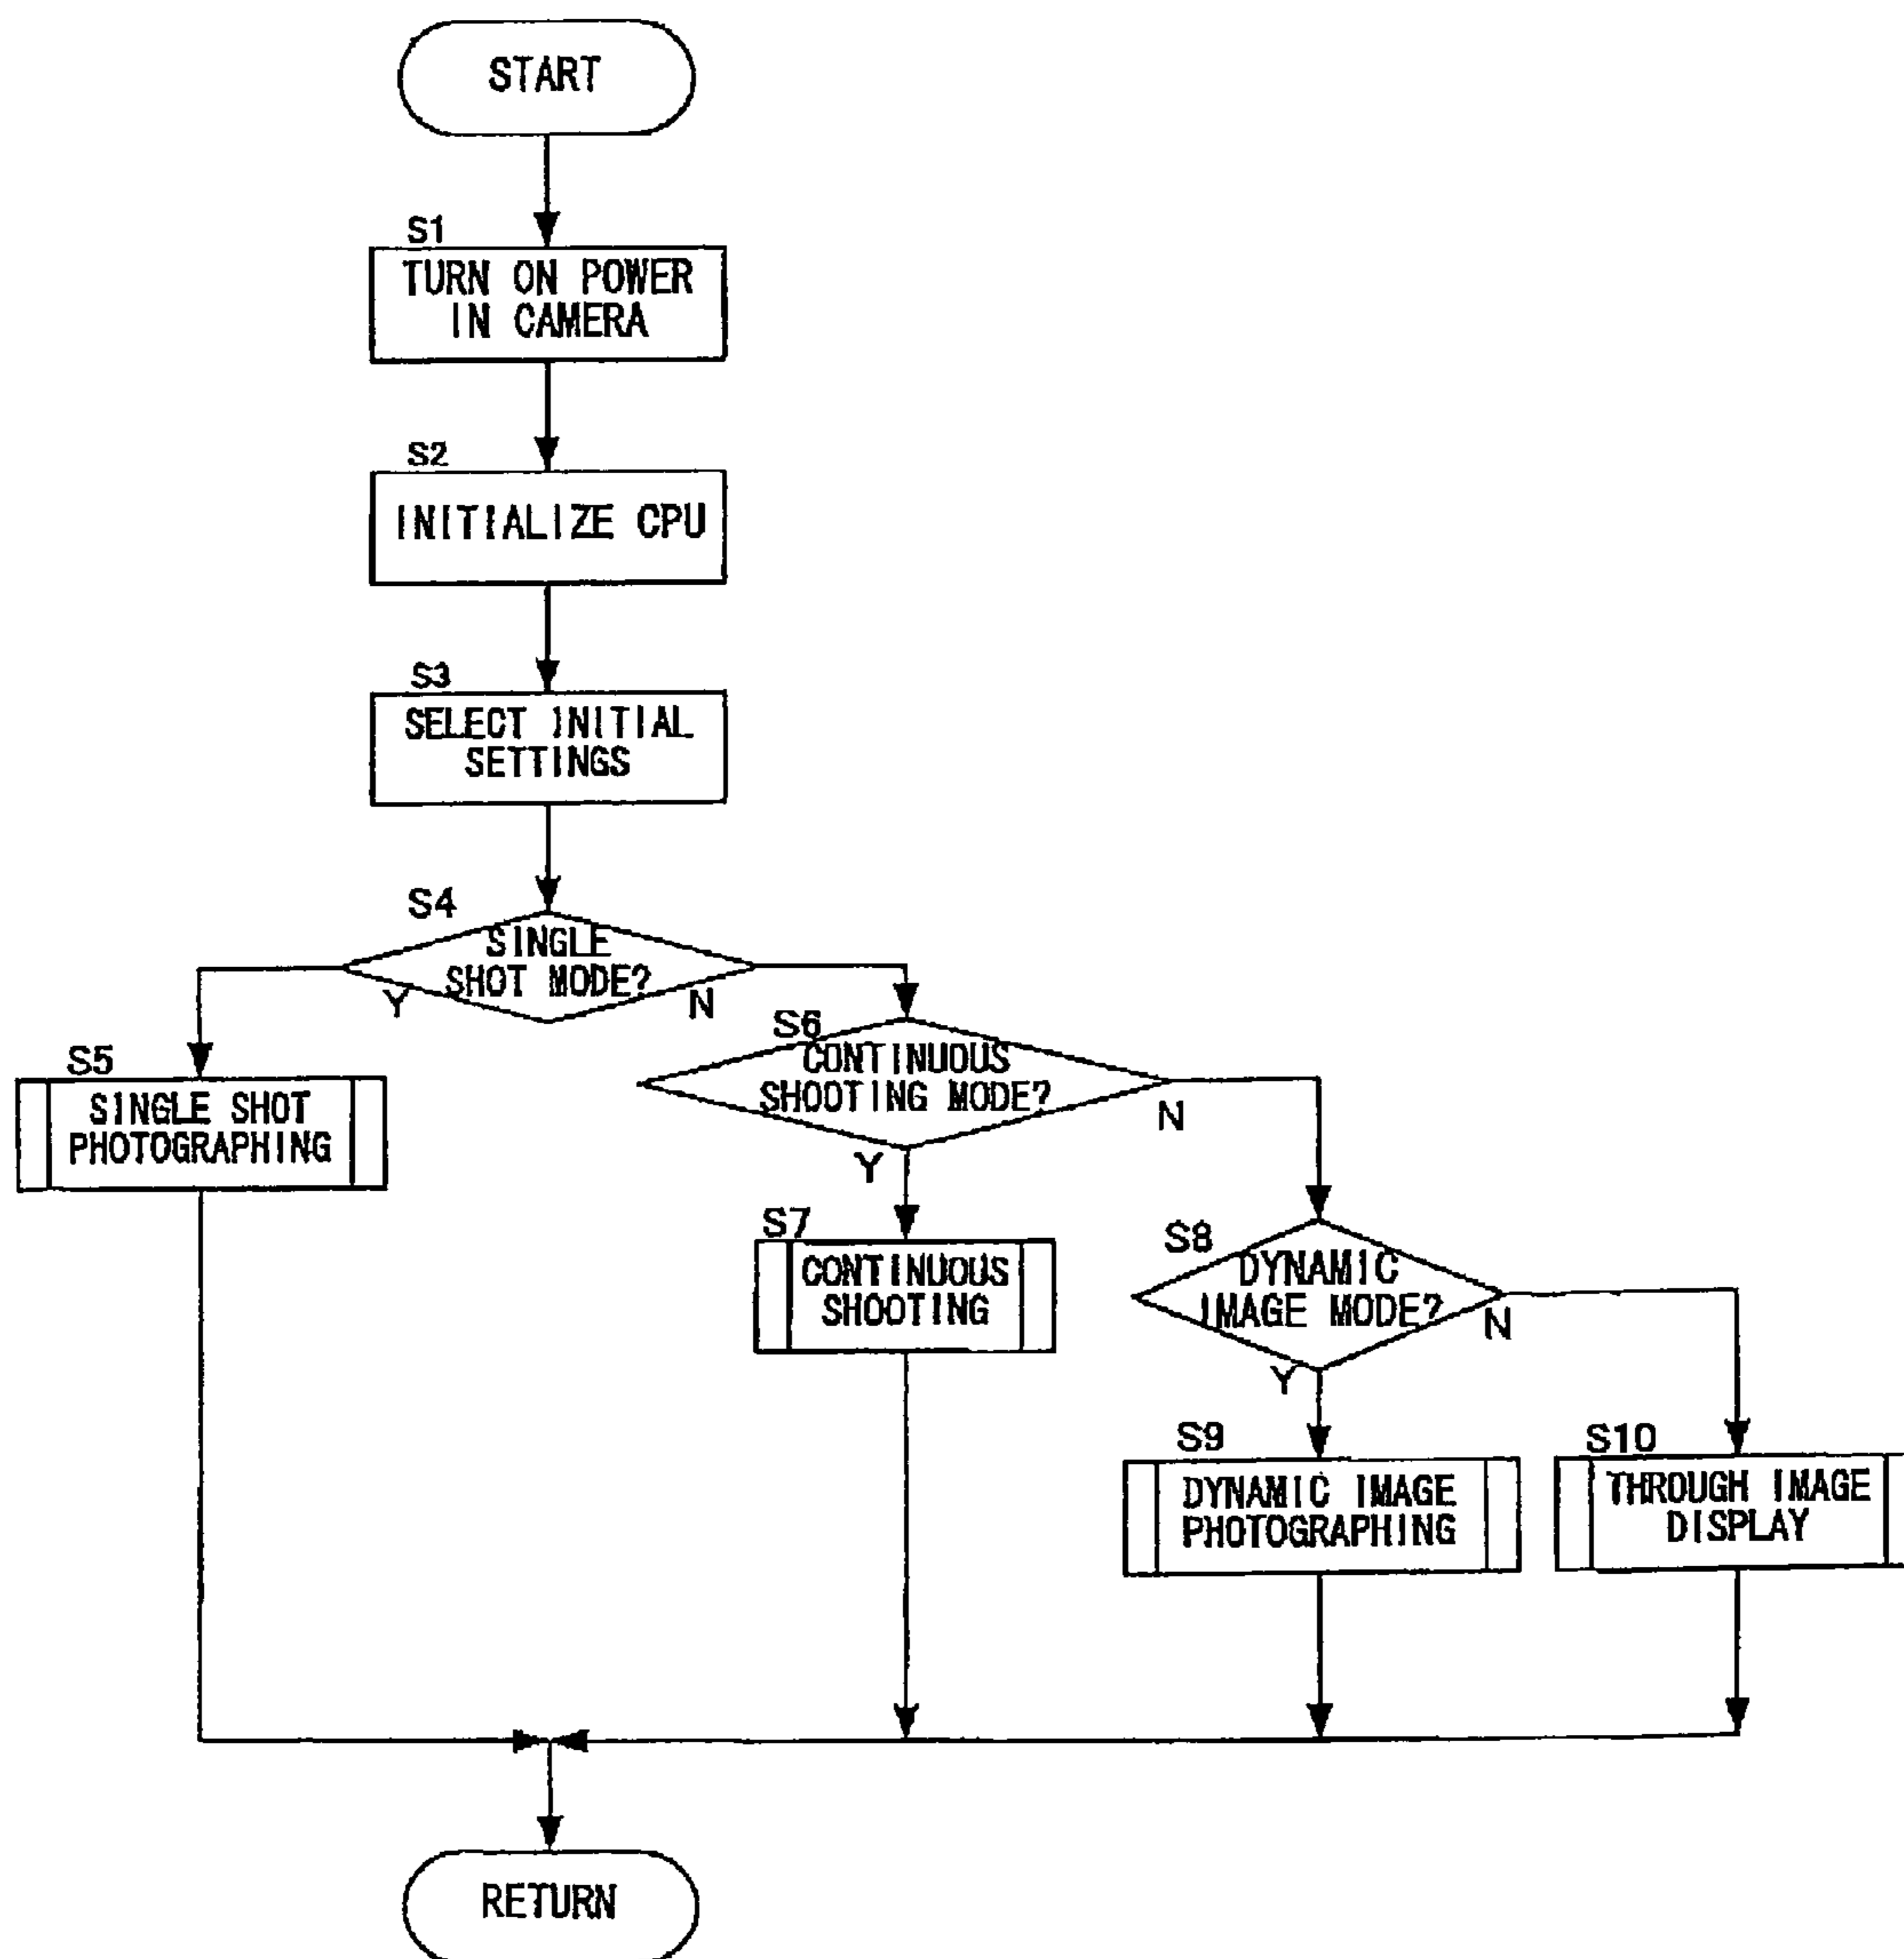 START
S1
TURN ON POWER
IN CAMERA
S2
INITIALIZE CPU
S3
SELECT INITIAL
SETTINGS
S4
SINGLE
SHOT MODE?
Y
N
S5
SINGLE SHOT
PHOTOGRAPHING
S6
CONTINUOUS
SHOOTING MODE?
Y
N
S7
CONTINUOUS
SHOOTING
S8
DYNAMIC
IMAGE MODE?
Y
N
S9
DYNAMIC IMAGE
PHOTOGRAPHING
S10
THROUGH IMAGE
DISPLAY
RETURN